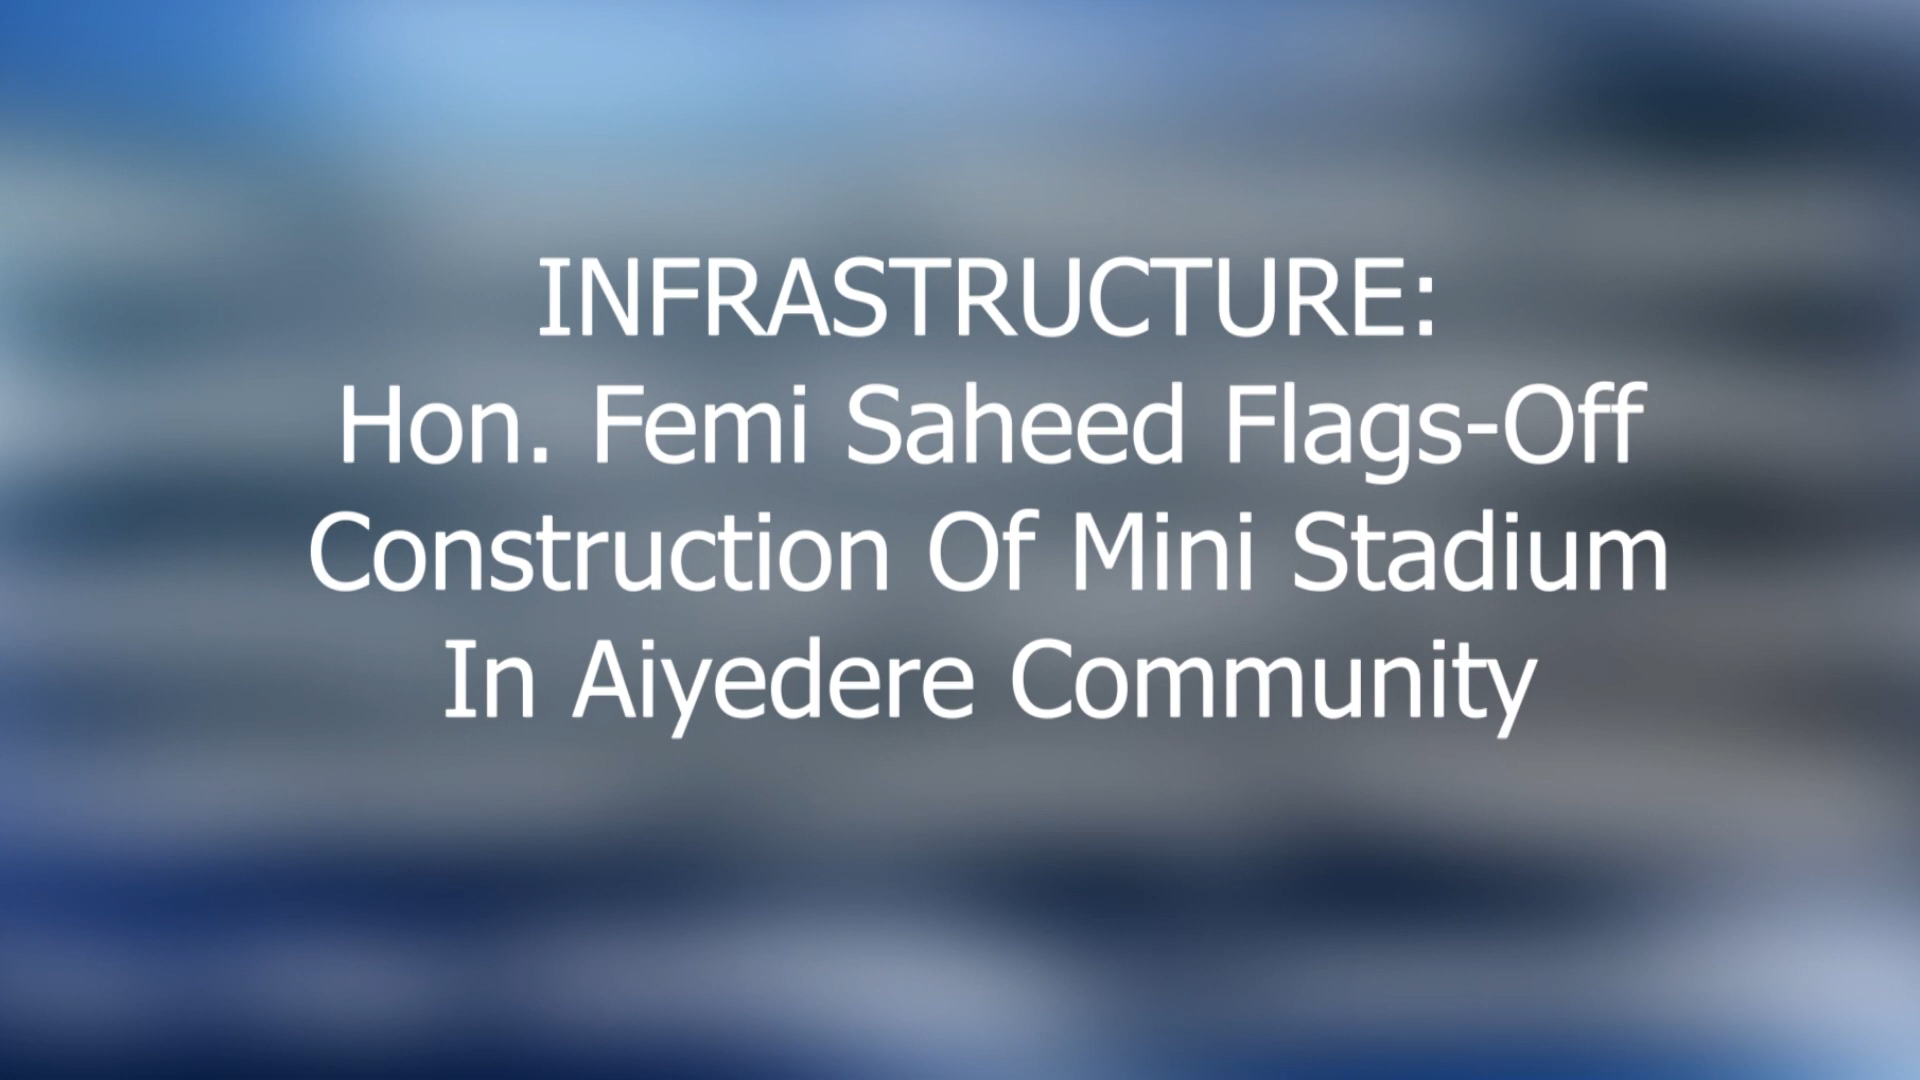 INFRASTRUCTURE:
Hon. Femi Saheed Flags-Off
Construction Of Mini Stadium
In Aiyedere Community